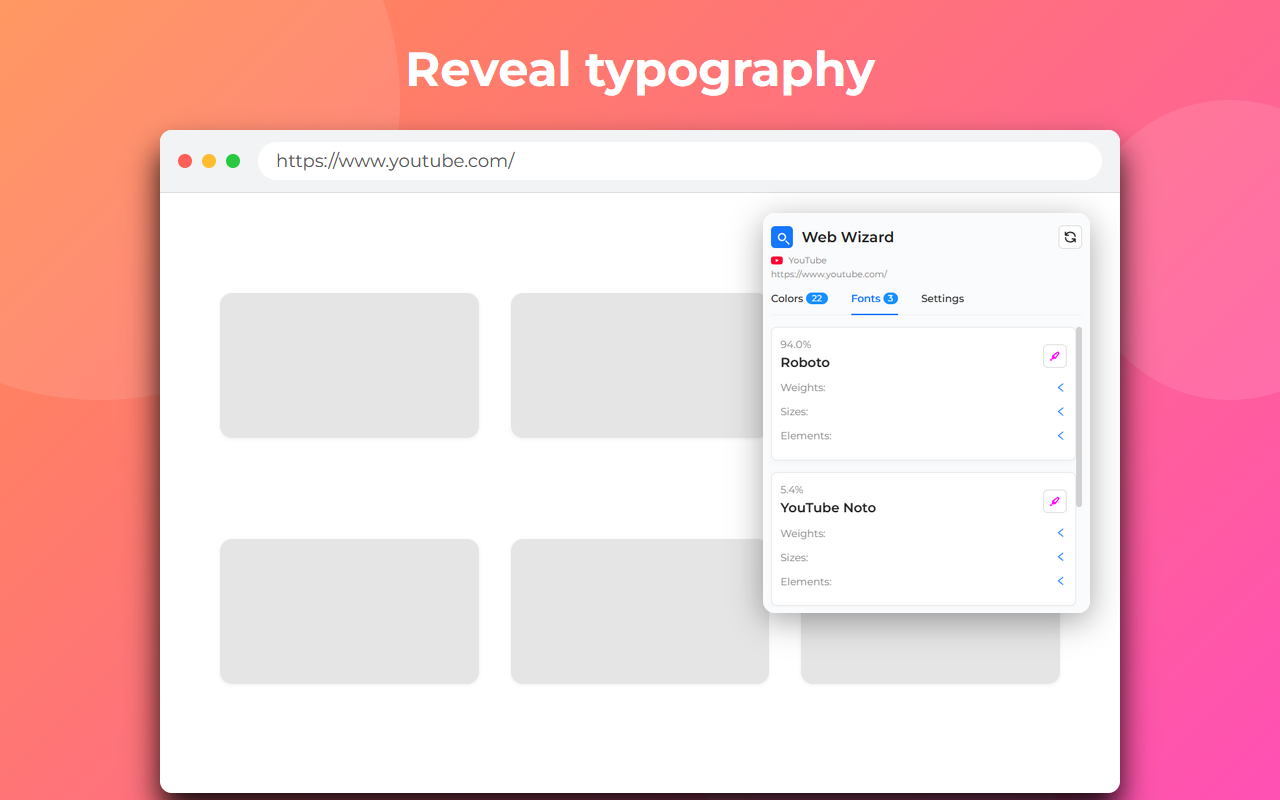 Reveal typography
https://www.youtube.com/
Web Wizard
YouTube
https://www.youtube.com/
Colors 22 Fonts 3 Settings
94.0%
Roboto
Weights:
Sizes:
Elements:
5.4%
YouTube Noto
Weights:
Sizes:
Elements: